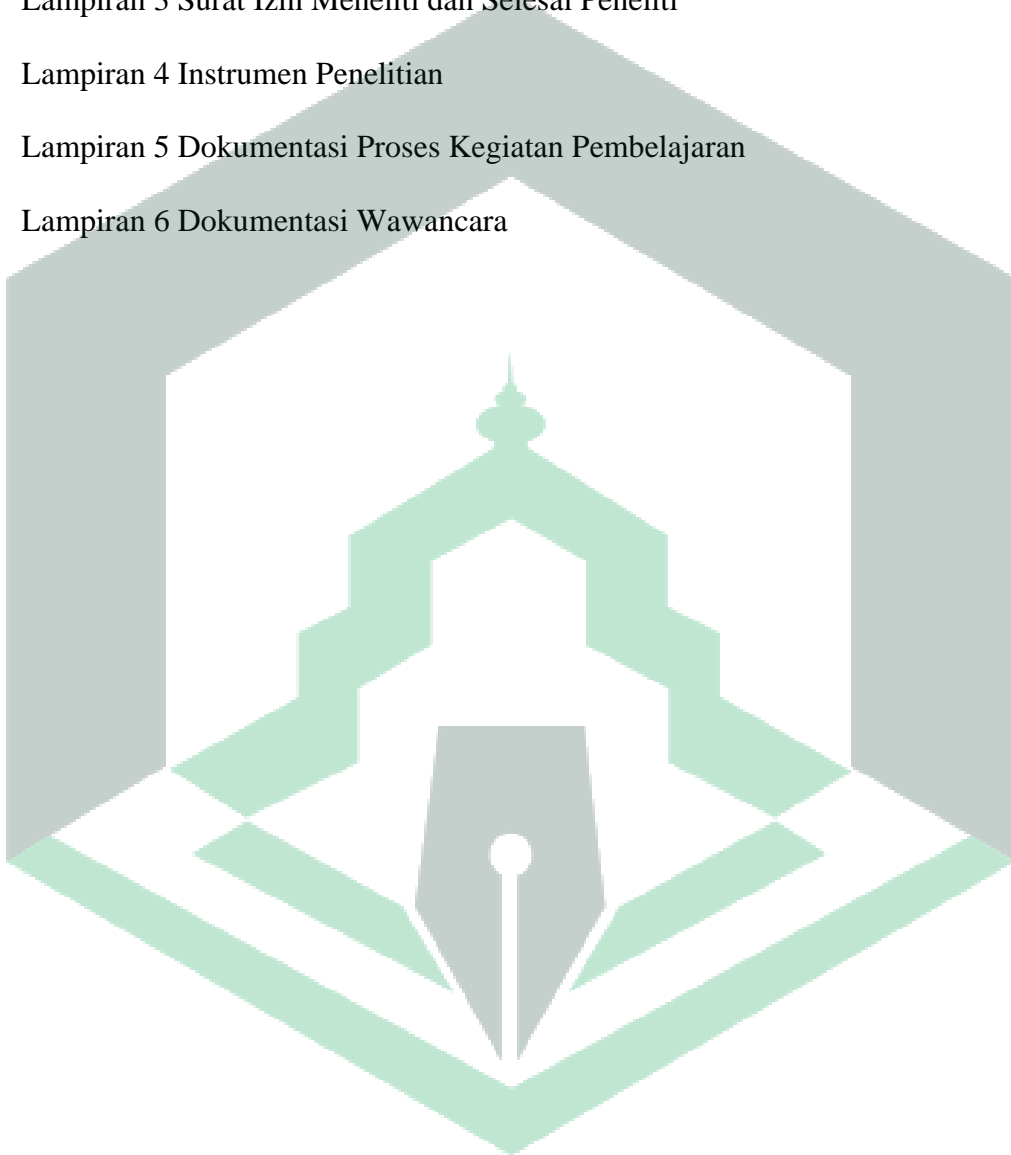 Lampiran 3 Surat Izin Meneliti dan Selesai Peneliti
Lampiran 4 Instrumen Penelitian
Lampiran 5 Dokumentasi Proses Kegiatan Pembelajaran
Lampiran 6 Dokumentasi Wawancara